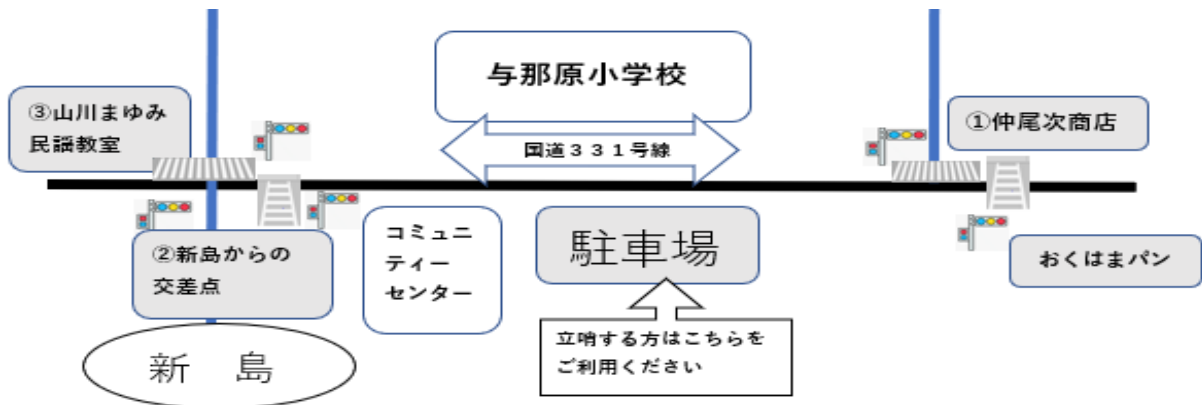 与那原小学校
③山川まゆみ
民謡教室
①仲尾次商店
国道３３１号線
②新島からの
交差点
コミュニ
ティー
センター
駐車場
おくはまパン
立哨する方はこちらを
ご利用ください
新　島